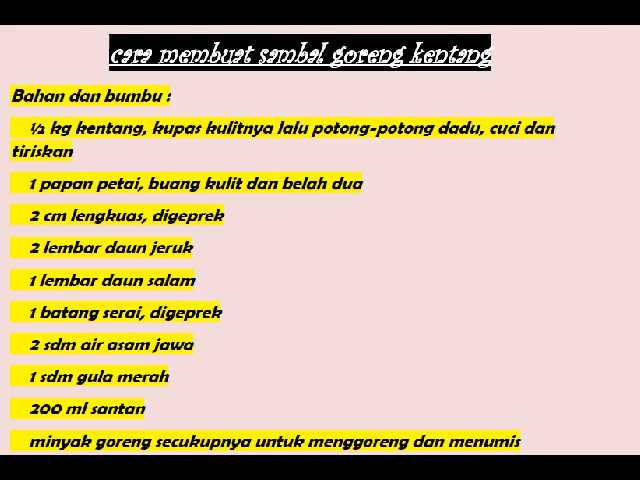 cara membuat sambal goreng kentang
Bahan dan bumbu :
½ kg kentang, kupas kulitnya lalu potong-potong dadu, cuci dan
tiriskan
1 papan petai, buang kulit dan belah dua
2 cm lengkuas, digeprek
2 lembar daun jeruk
1 lembar daun salam
1 batang serai, digeprek
2 sdm air asam jawa
1 sdm gula merah
200 ml santan
minyak goreng secukupnya untuk menggoreng dan menumis